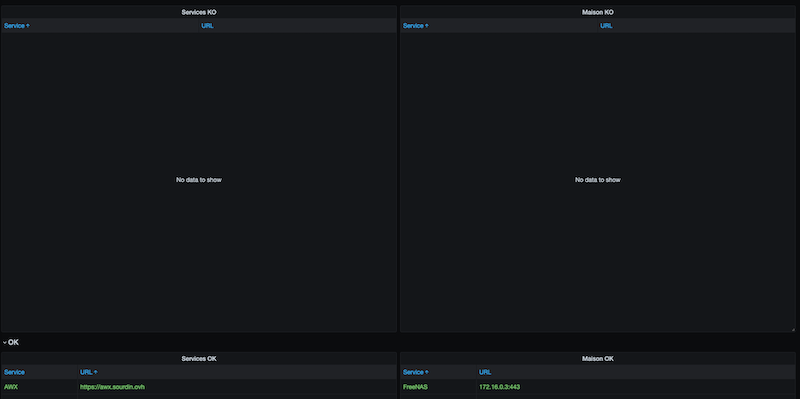 Services KO
Service ↑ URL
No data to show
Maison KO
Service ↑ URL
No data to show
OK
Services OK
Service URL ↑
AWX https://awx.sourdin.ovh
Maison OK
Service ↑ URL
FreeNAS 172.16.0.3:443